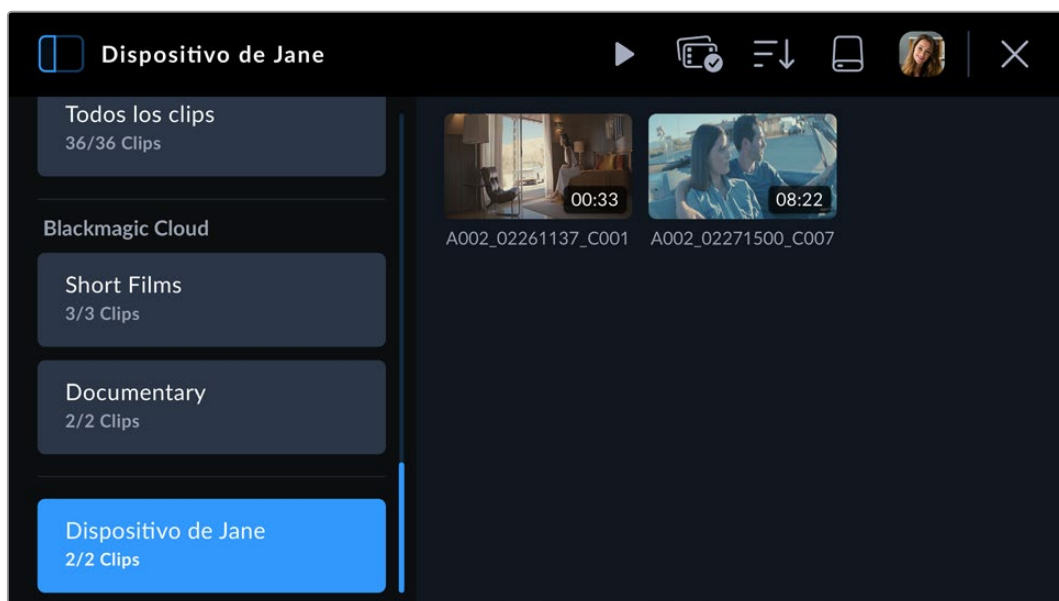 Dispositivo de Jane
Todos los clips
36/36 Clips
Blackmagic Cloud
Short Films
3/3 Clips
Documentary
2/2 Clips
Dispositivo de Jane
2/2 Clips
00:33
08:22
A002_02261137_C001
A002_02271500_C007